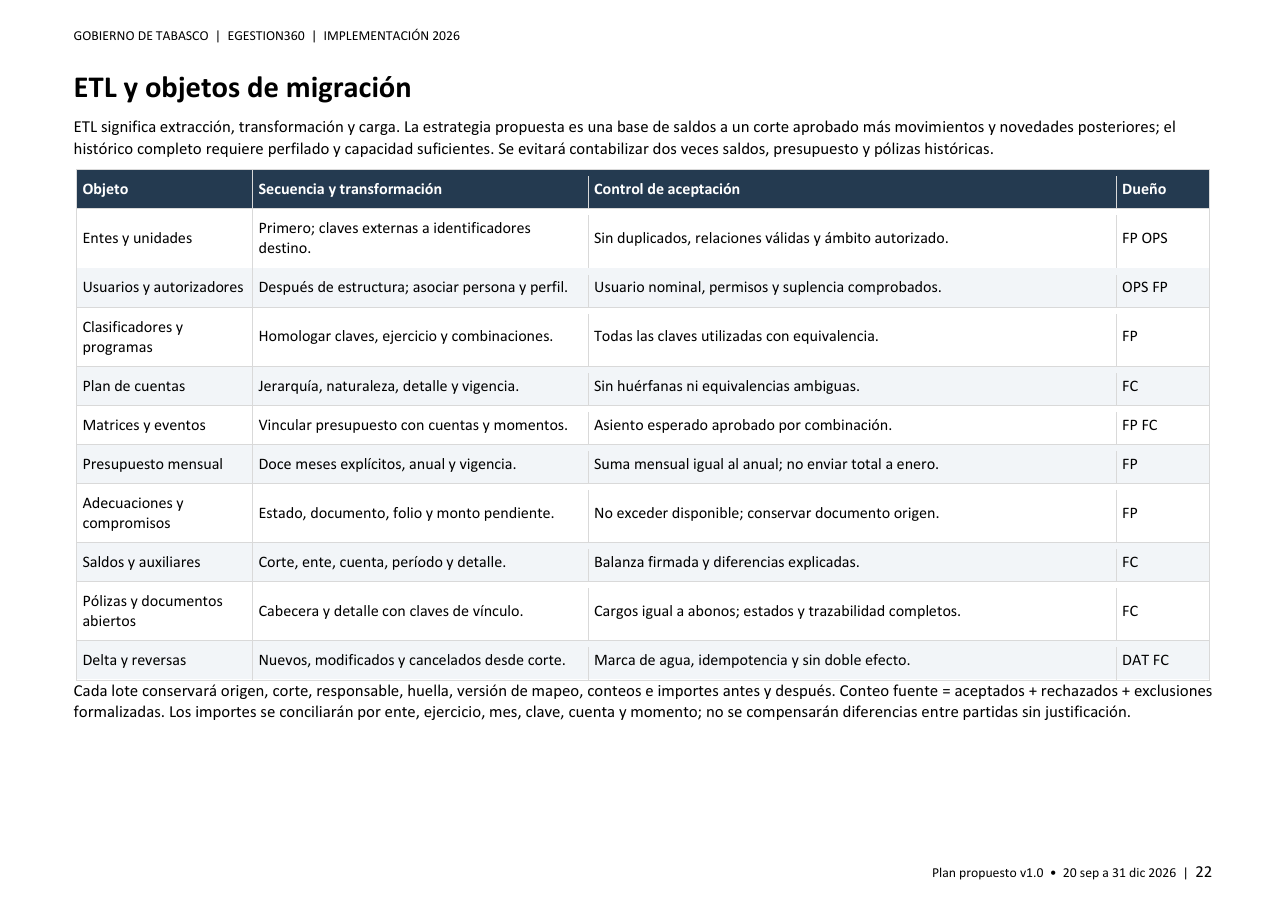 GOBIERNO DE TABASCO | EGESTION360 | IMPLEMENTACIÓN 2026
ETL y objetos de migración
ETL significa extracción, transformación y carga. La estrategia propuesta es una base de saldos a un corte aprobado más movimientos y novedades posteriores; el
histórico completo requiere perfilado y capacidad suficientes. Se evitará contabilizar dos veces saldos, presupuesto y pólizas históricas.
Objeto Secuencia y transformación Control de aceptación Dueño
Entes y unidades Primero; claves externas a identificadores destino. Sin duplicados, relaciones válidas y ámbito autorizado. FP OPS
Usuarios y autorizadores Después de estructura; asociar persona y perfil. Usuario nominal, permisos y suplencia comprobados. OPS FP
Clasificadores y programas Homologar claves, ejercicio y combinaciones. Todas las claves utilizadas con equivalencia. FP
Plan de cuentas Jerarquía, naturaleza, detalle y vigencia. Sin huérfanas ni equivalencias ambiguas. FC
Matrices y eventos Vincular presupuesto con cuentas y momentos. Asiento esperado aprobado por combinación. FP FC
Presupuesto mensual Doce meses explícitos, anual y vigencia. Suma mensual igual al anual; no enviar total a enero. FP
Adecuaciones y compromisos Estado, documento, folio y monto pendiente. No exceder disponible; conservar documento origen. FP
Saldos y auxiliares Corte, ente, cuenta, período y detalle. Balanza firmada y diferencias explicadas. FC
Pólizas y documentos abiertos Cabecera y detalle con claves de vínculo. Cargos igual a abonos; estados y trazabilidad completos. FC
Delta y reversas Nuevos, modificados y cancelados desde corte. Marca de agua, idempotencia y sin doble efecto. DAT FC
Cada lote conservará origen, corte, responsable, huella, versión de mapeo, conteos e importes antes y después. Conteo fuente = aceptados + rechazados + exclusiones
formalizadas. Los importes se conciliarán por ente, ejercicio, mes, clave, cuenta y momento; no se compensarán diferencias entre partidas sin justificación.
Plan propuesto v1.0 • 20 sep a 31 dic 2026 | 22